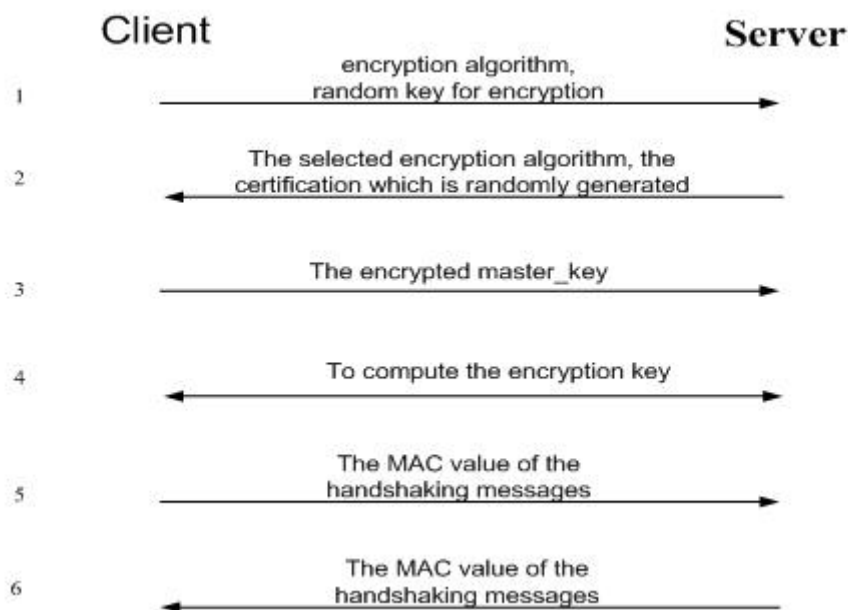 Client
Server
1
encryption algorithm,
random key for encryption
2
The selected encryption algorithm, the
certification which is randomly generated
3
The encrypted master_key
4
To compute the encryption key
5
The MAC value of the
handshaking messages
6
The MAC value of the
handshaking messages